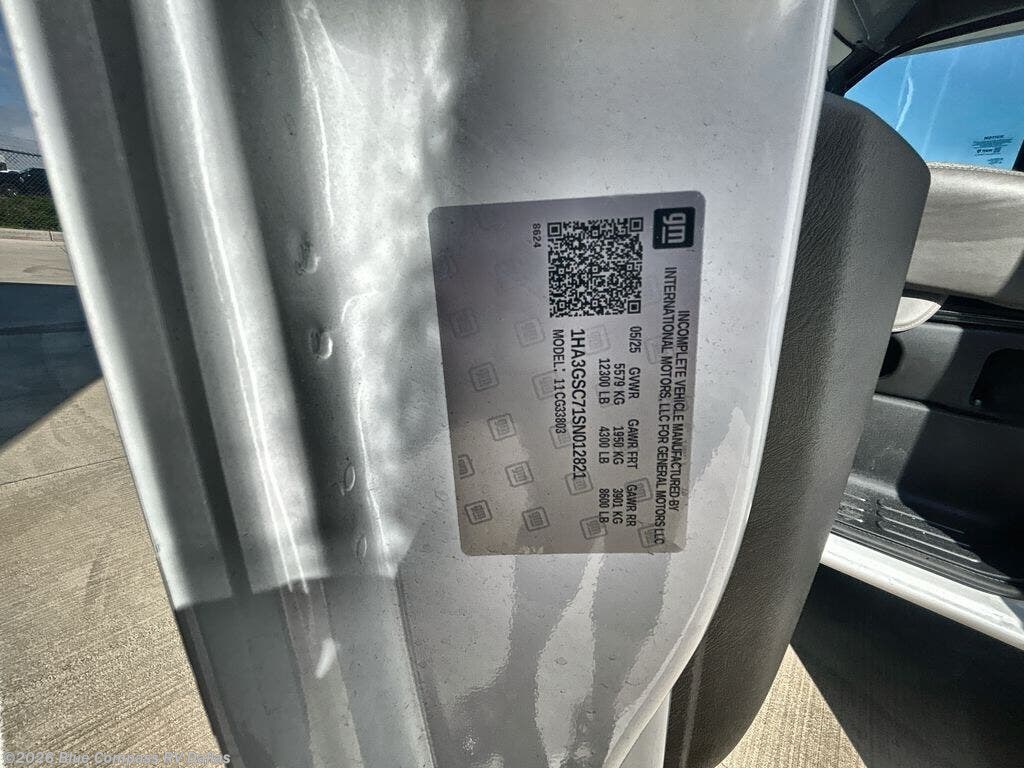 gm
INCOMPLETE VEHICLE MANUFACTURED BY
INTERNATIONAL MOTORS, LLC FOR GENERAL MOTORS LLC
05/25 GVWR GAWR FRT GAWR RR
5579 KG 1950 KG 3901 KG
12300 LB 4300 LB 8600 LB
1HA3GSC71SN012821
MODEL: 11CG33803
8624
NOTICE
©2026 Blue Compass RV Dallas